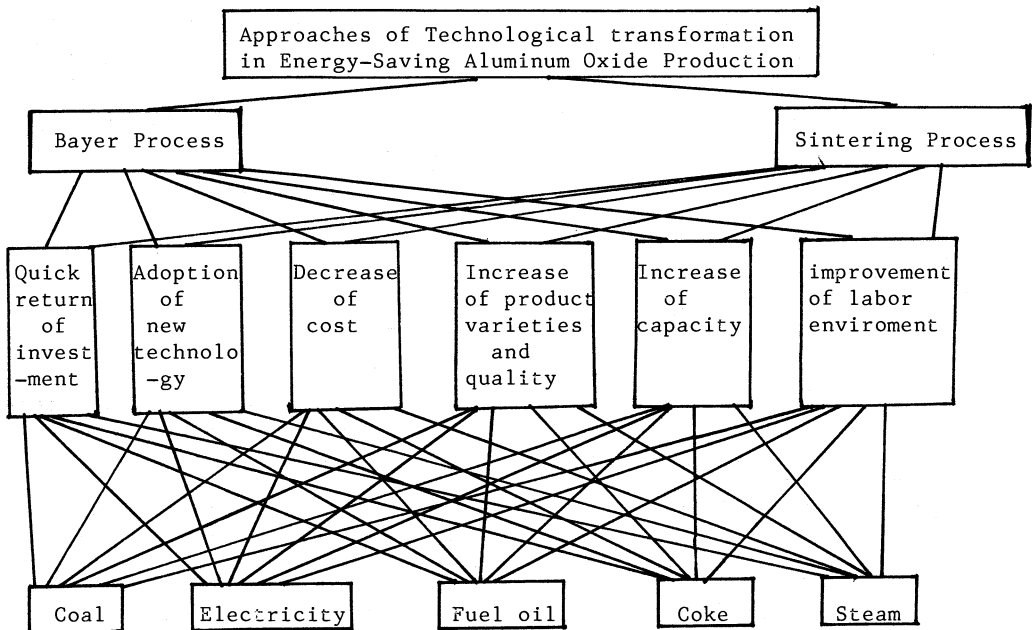 Approaches of Technological transformation
in Energy-Saving Aluminum Oxide Production
Bayer Process
Sintering Process
Quick
return
of
invest
-ment
Adoption
of
new
technolo
-gy
Decrease
of
cost
Increase
of product
varieties
and
quality
Increase
of
capacity
improvement
of labor
enviroment
Coal
Electricity
Fuel oil
Coke
Steam